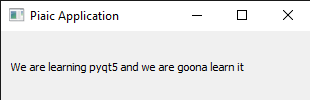 Piaic Application
We are learning pyqt5 and we are goona learn it